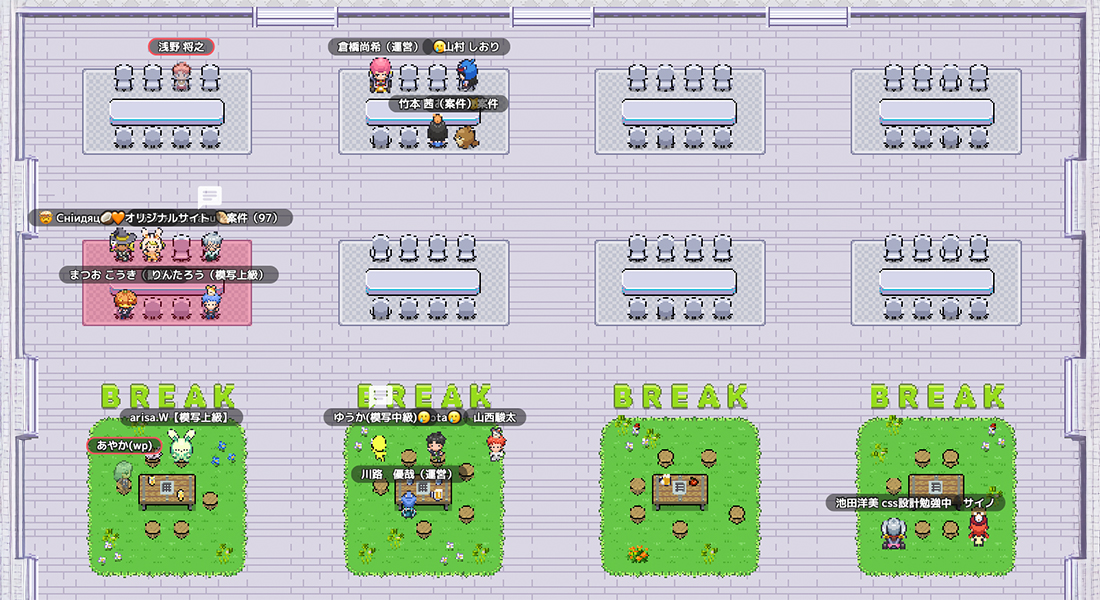 浅野 将之
倉橋尚希（運営）
山村 しおり
竹本 茜（案件）
案件
Снiидяц🥥🧡オリジナルサイト
案件（97）
まつお こうき（
りんたろう（模写上級）
BREAK
BREAK
BREAK
BREAK
arisa.W【模写上級】
ゆうか(模写中級)
ota
山西駿太
あやか(wp)
川路　優哉（運営）
池田洋美 css設計勉強中
サイノ